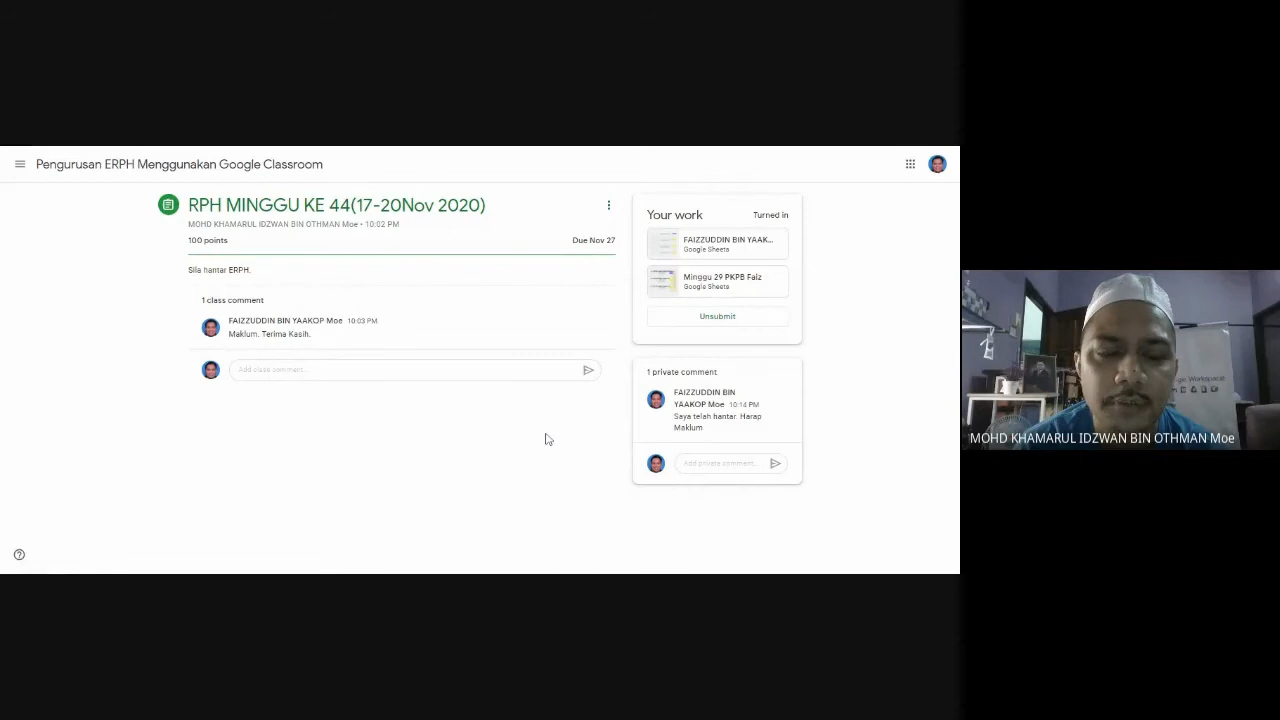 Pengurusan ERPH Menggunakan Google Classroom
RPH MINGGU KE 44(17-20Nov 2020)
MOHD KHAMARUL IDZWAN BIN OTHMAN Moe • 10:02 PM
100 points
Due Nov 27
Sila hantar ERPH.
1 class comment
FAIZZUDDIN BIN YAAKOP Moe 10:03 PM
Maklum. Terima Kasih.
Add class comment...
Your work
Turned in
FAIZZUDDIN BIN YAAK...
Google Sheets
Minggu 29 PKPB Faiz
Google Sheets
Unsubmit
1 private comment
FAIZZUDDIN BIN
YAAKOP Moe 10:14 PM
Saya telah hantar. Harap
Maklum
Add private comment...
Workspace
MOHD KHAMARUL IDZWAN BIN OTHMAN Moe